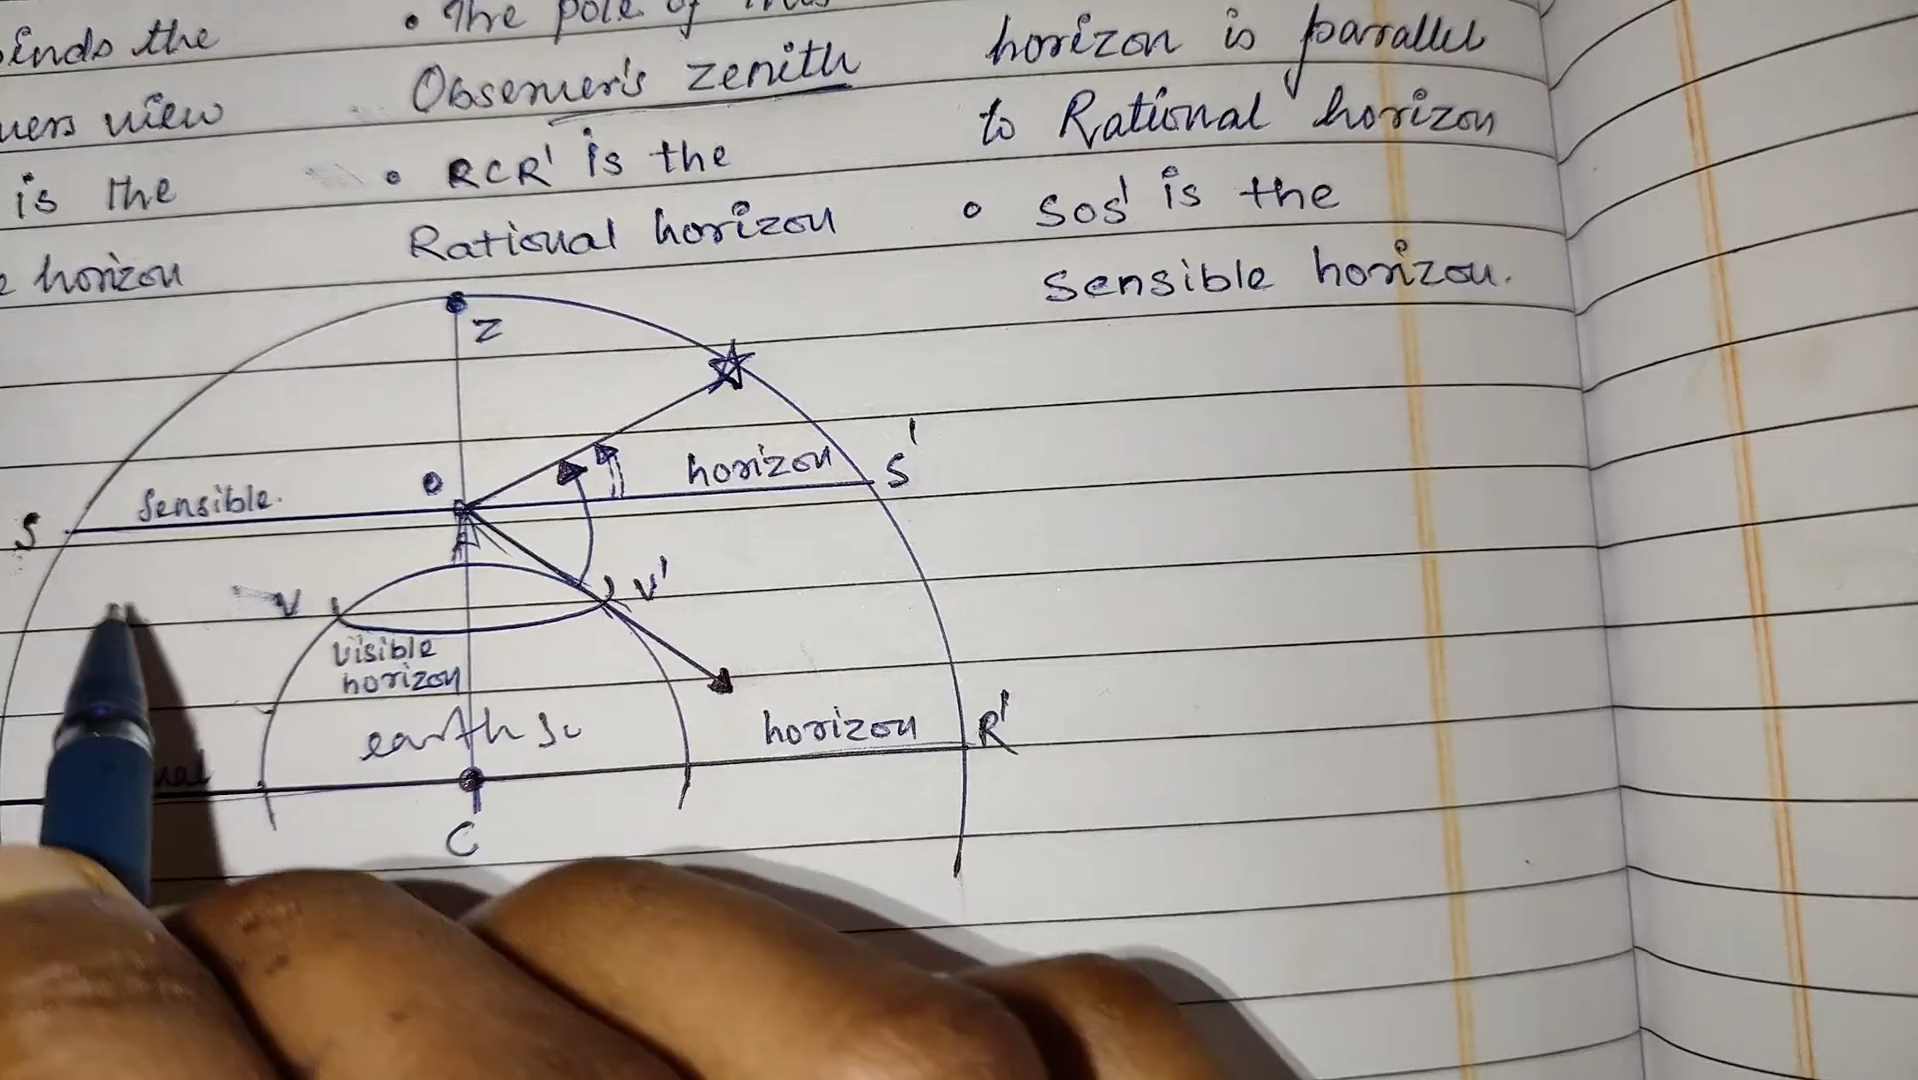 the
view
is the
horizon
• The pole of
Observer's zenith
• RCR' is the
Rational horizon
horizon is parallel
to Rational horizon
• SOS' is the
Sensible horizon.
Z
O
S
Sensible.
horizon
S'
V
V'
Visible
horizon
earth
horizon
R'
C